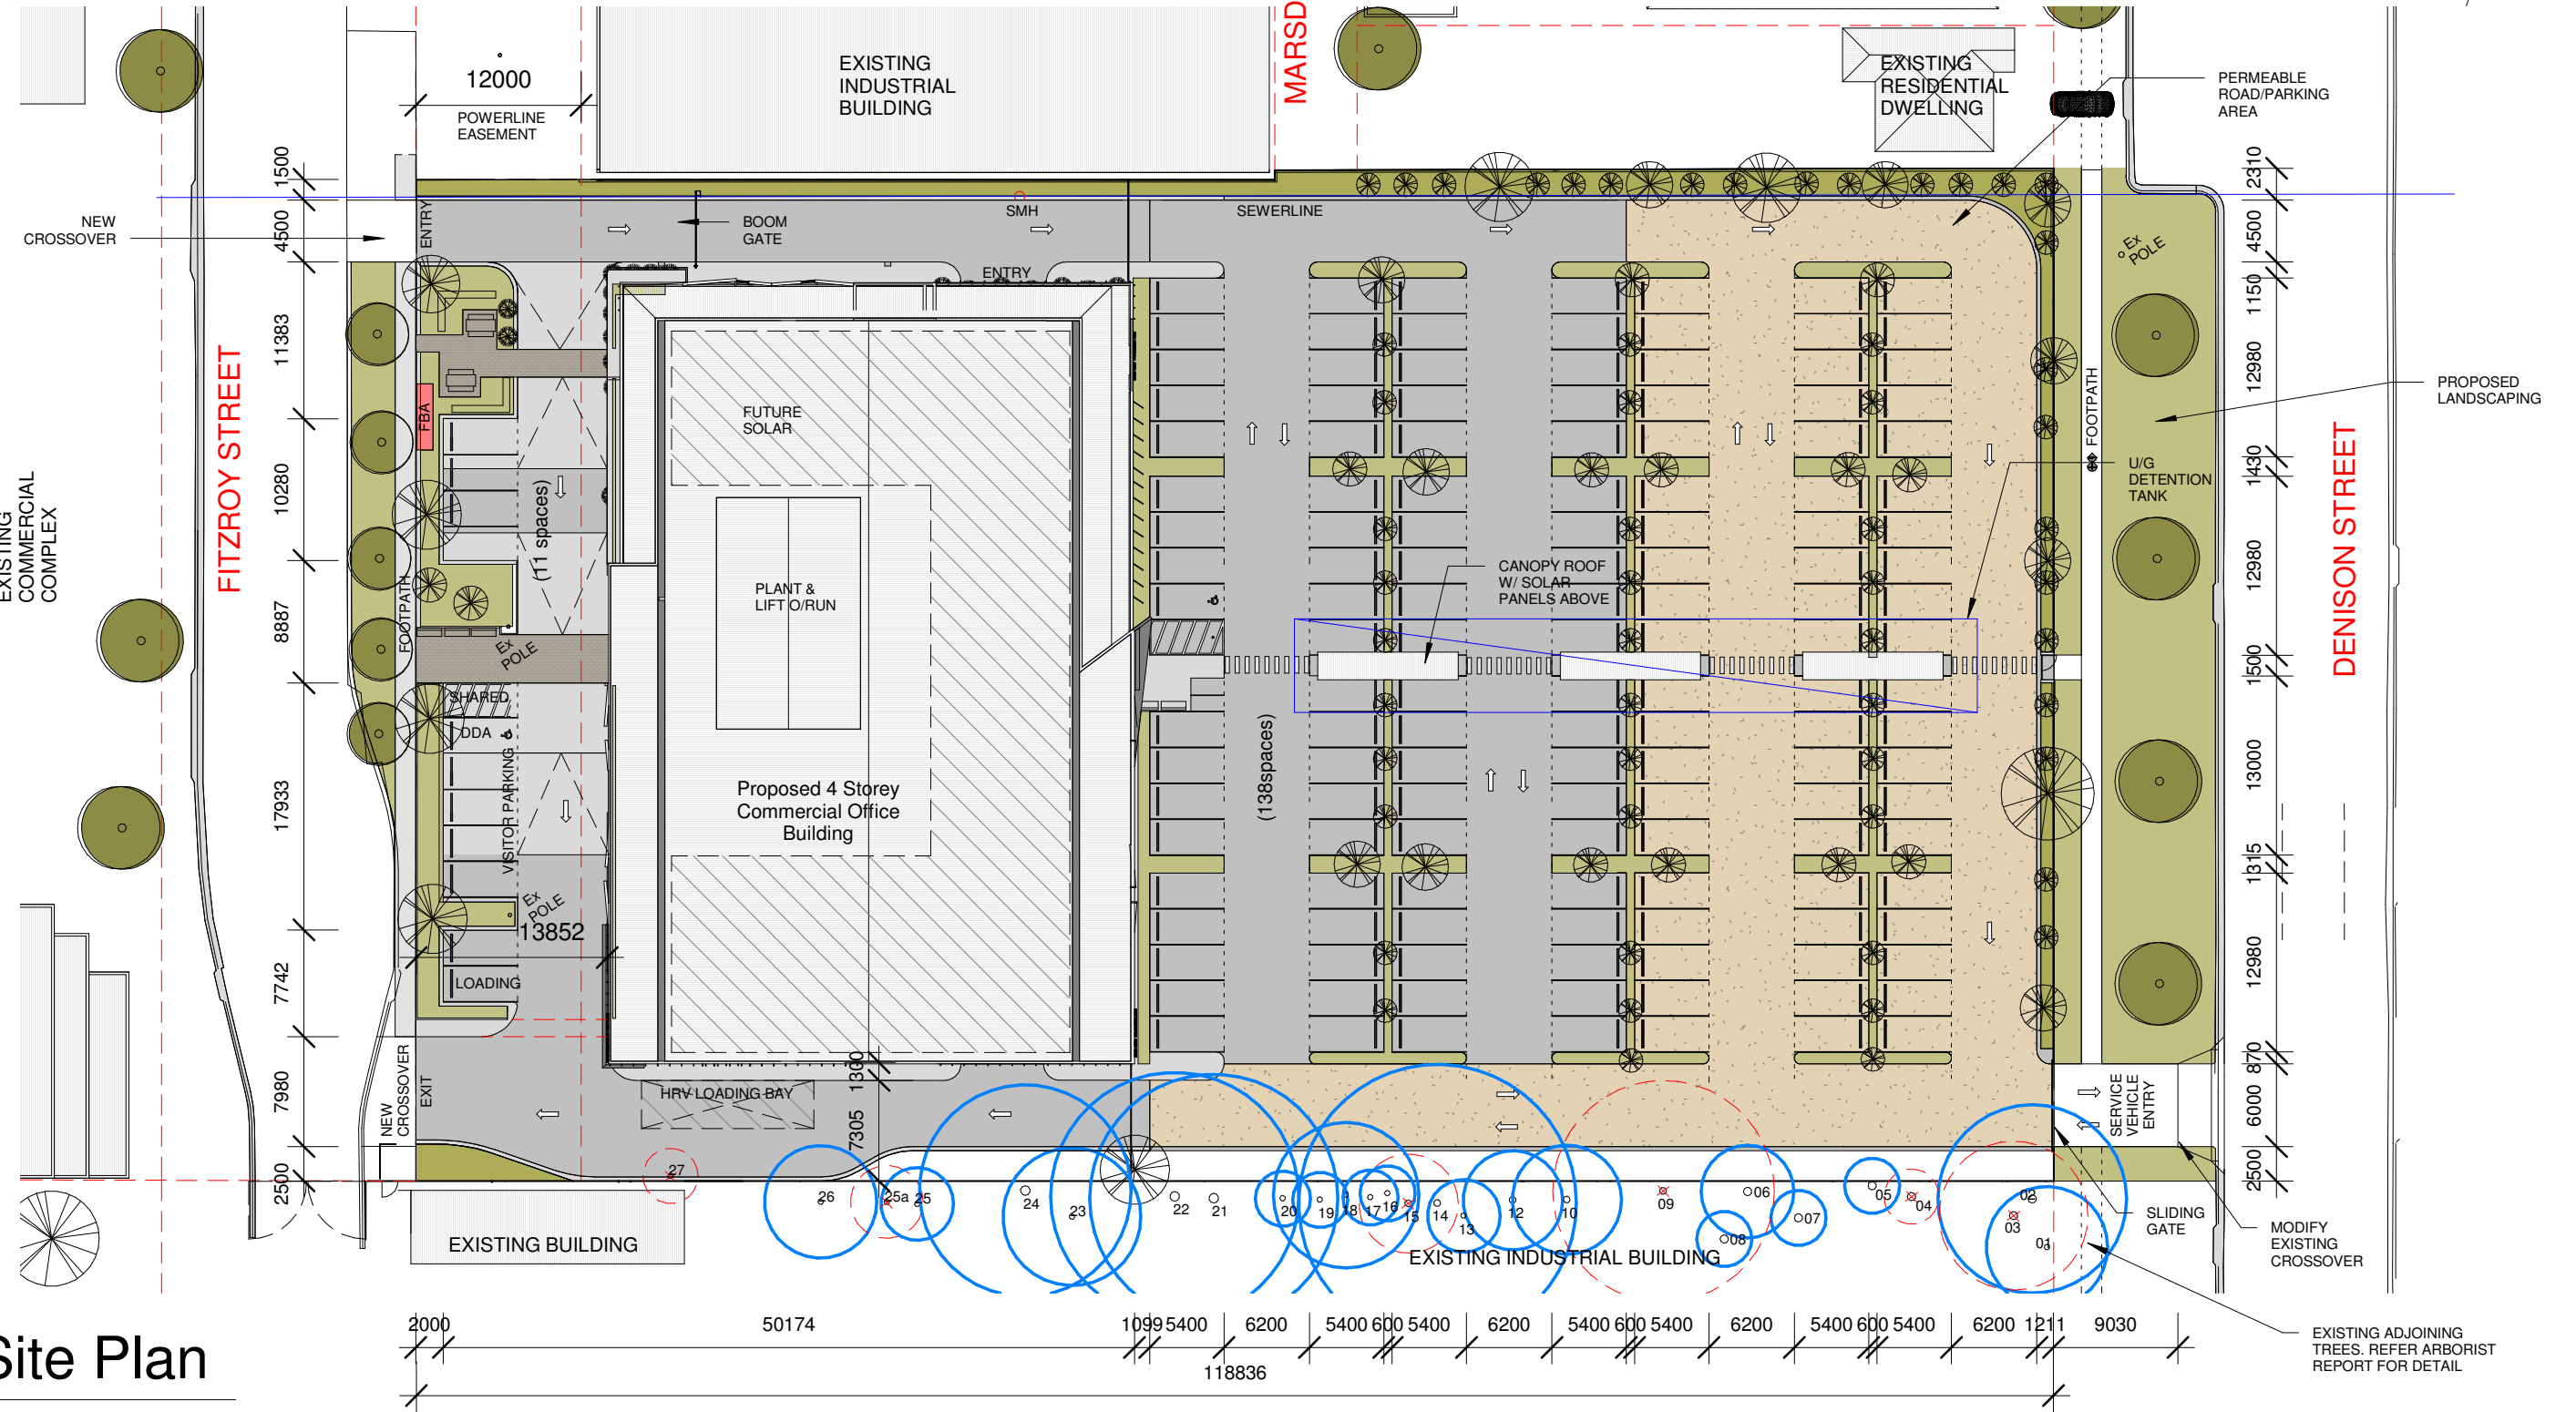 MARSD
12000
POWERLINE
EASEMENT
EXISTING
INDUSTRIAL
BUILDING
EXISTING
RESIDENTIAL
DWELLING
PERMEABLE
ROAD/PARKING
AREA
1500
4500
11383
10280
8887
17933
7742
7980
2500
NEW
CROSSOVER
ENTRY
BOOM
GATE
SMH
SEWERLINE
ENTRY
Ex
POLE
2310
4500
1150
12980
1430
12980
1500
13000
1315
12980
870
6000
2500
FITZROY STREET
EXISTING
COMMERCIAL
COMPLEX
FBA
FUTURE
SOLAR
(11 spaces)
FOOTPATH
PROPOSED
LANDSCAPING
U/G
DETENTION
TANK
DENISON STREET
FOOTPATH
Ex
POLE
PLANT &
LIFT O/RUN
CANOPY ROOF
W/ SOLAR
PANELS ABOVE
SHARED
DDA
VISITOR PARKING
(138spaces)
Proposed 4 Storey
Commercial Office
Building
Ex
POLE
13852
LOADING
NEW
CROSSOVER
EXIT
HRV LOADING BAY
1300
7305
SERVICE
VEHICLE
ENTRY
27
26
25a
25
24
23
22
21
20
19
18
17
16
15
14
13
12
10
09
08
06
07
05
04
03
02
01
SLIDING
GATE
MODIFY
EXISTING
CROSSOVER
EXISTING BUILDING
EXISTING INDUSTRIAL BUILDING
2000
50174
1099
5400
6200
5400
600
5400
6200
5400
600
5400
6200
5400
600
5400
6200
1211
9030
118836
EXISTING ADJOINING
TREES. REFER ARBORIST
REPORT FOR DETAIL
Site Plan